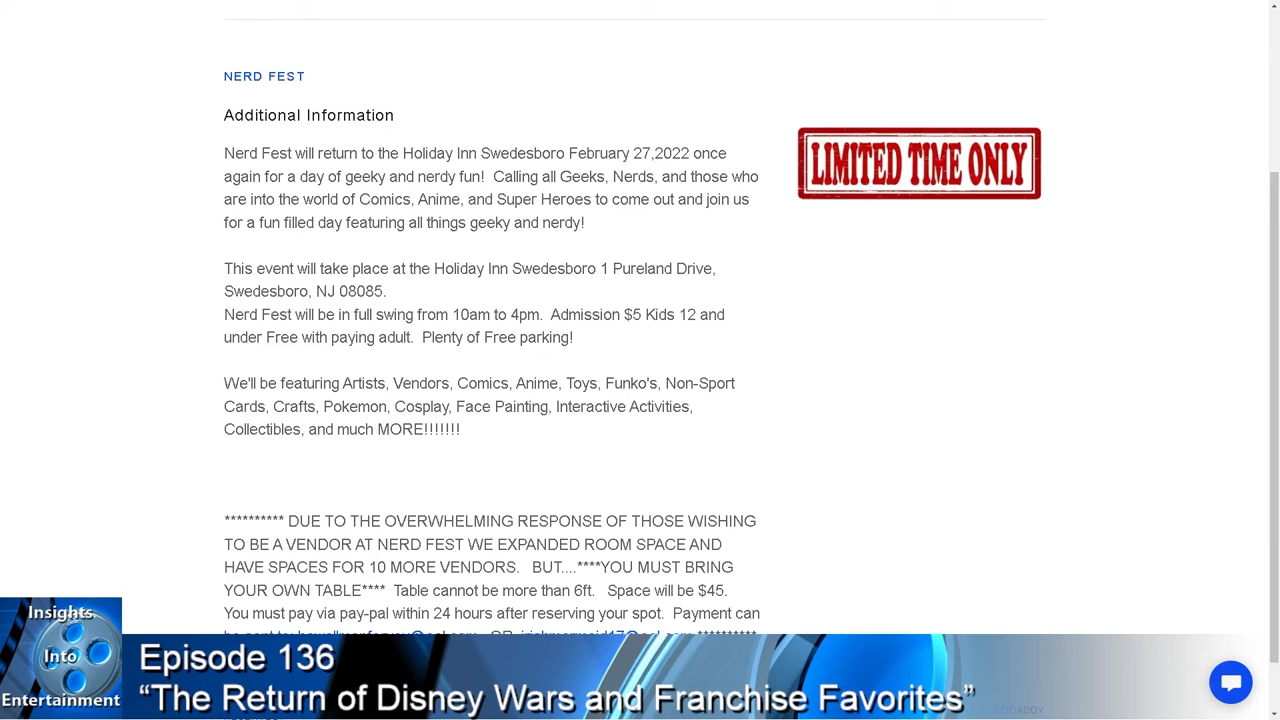 NERD FEST
Additional Information
Nerd Fest will return to the Holiday Inn Swedesboro February 27,2022 once
again for a day of geeky and nerdy fun!  Calling all Geeks, Nerds, and those who
are into the world of Comics, Anime, and Super Heroes to come out and join us
for a fun filled day featuring all things geeky and nerdy!
LIMITED TIME ONLY
This event will take place at the Holiday Inn Swedesboro 1 Pureland Drive,
Swedesboro, NJ 08085.
Nerd Fest will be in full swing from 10am to 4pm.  Admission $5 Kids 12 and
under Free with paying adult.  Plenty of Free parking!
We'll be featuring Artists, Vendors, Comics, Anime, Toys, Funko's, Non-Sport
Cards, Crafts, Pokemon, Cosplay, Face Painting, Interactive Activities,
Collectibles, and much MORE!!!!!!!
********** DUE TO THE OVERWHELMING RESPONSE OF THOSE WISHING
TO BE A VENDOR AT NERD FEST WE EXPANDED ROOM SPACE AND
HAVE SPACES FOR 10 MORE VENDORS.   BUT....****YOU MUST BRING
YOUR OWN TABLE****  Table cannot be more than 6ft.   Space will be $45.
You must pay via pay-pal within 24 hours after reserving your spot.  Payment can
Insights
Into
Entertainment
Episode 136
“The Return of Disney Wars and Franchise Favorites”